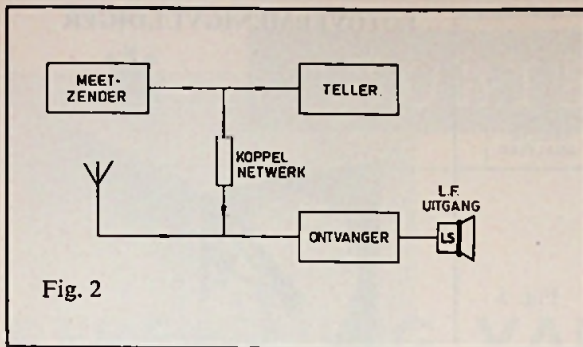 MEET-
ZENDER
TELLER
KOPPEL
NETWERK
L.F.
UITGANG
ONTVANGER
LS
Fig. 2